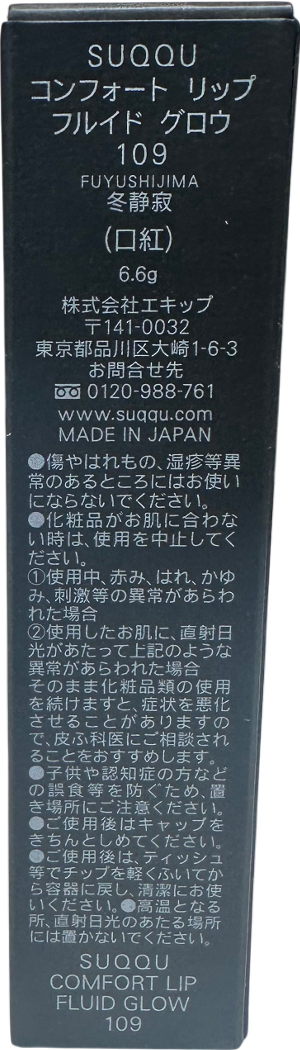 SUQQU
コンフォート リップ
フルイド グロウ
109
FUYUSHIJIMA
冬静寂
(口紅)
6.6g
株式会社エキップ
〒141-0032
東京都品川区大崎1-6-3
お問合せ先
0120-988-761
www.suqqu.com
MADE IN JAPAN
●傷やはれもの、湿疹等異
常のあるところにはお使い
にならないでください。
●化粧品がお肌に合わな
い時は、使用を中止してく
ださい。
①使用中、赤み、はれ、かゆ
み、刺激等の異常があらわ
れた場合
②使用したお肌に、直射日
光があたって上記のような
異常があらわれた場合
そのまま化粧品類の使用
を続けますと、症状を悪化
させることがありますの
で、皮ふ科医にご相談され
ることをおすすめします。
●子供や認知症の方など
の誤食等を防ぐため、置
き場所にご注意ください。
●ご使用後はキャップを
きちんとしめてください。
●ご使用後は、ティッシュ
等でチップを軽くふいてか
ら容器に戻し、清潔にお使
いください。●高温となる
所、直射日光のあたる場所
には置かないでください。
SUQQU
COMFORT LIP
FLUID GLOW
109